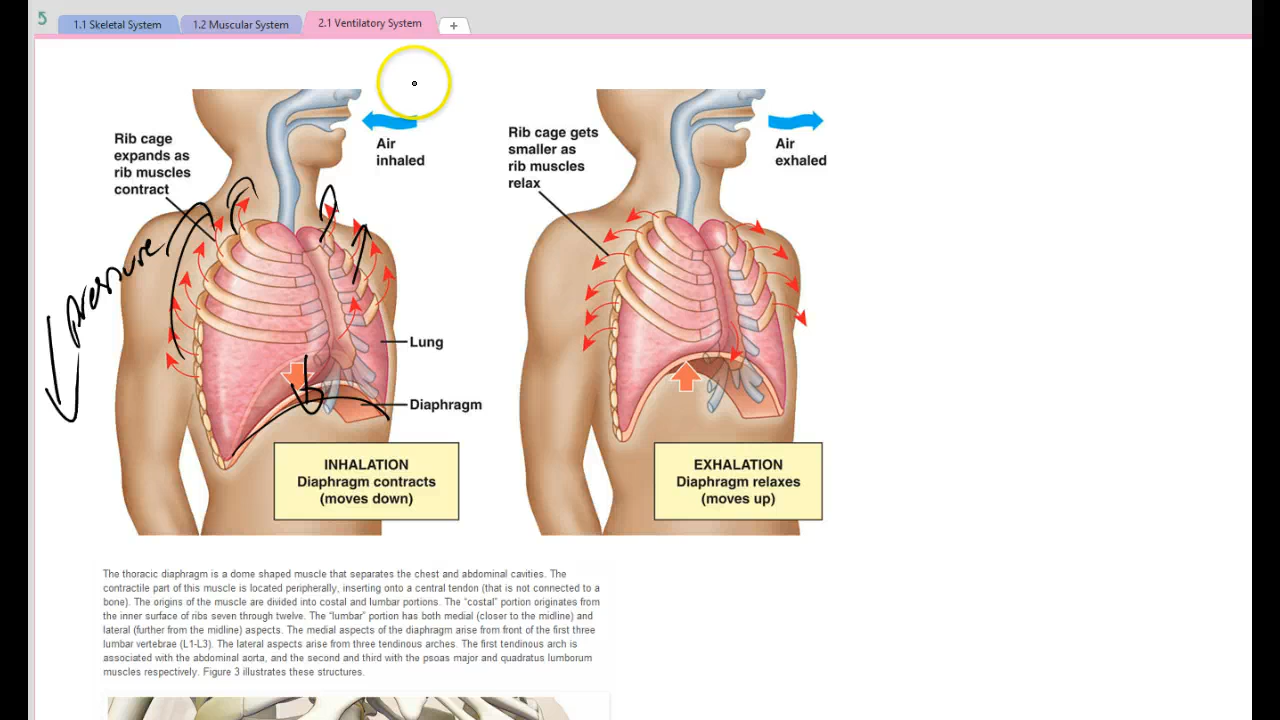 1.1 Skeletal System
1.2 Muscular System
2.1 Ventilatory System
+
Rib cage
expands as
rib muscles
contract
Air
inhaled
pressure
Lung
Diaphragm
INHALATION
Diaphragm contracts
(moves down)
Rib cage gets
smaller as
rib muscles
relax
Air
exhaled
EXHALATION
Diaphragm relaxes
(moves up)
The thoracic diaphragm is a dome shaped muscle that separates the chest and abdominal cavities. The
contractile part of this muscle is located peripherally, inserting onto a central tendon (that is not connected to a
bone). The origins of the muscle are divided into costal and lumbar portions. The "costal" portion originates from
the inner surface of ribs seven through twelve. The "lumbar" portion has both medial (closer to the midline) and
lateral (further from the midline) aspects. The medial aspects of the diaphragm arise from front of the first three
lumbar vertebrae (L1-L3). The lateral aspects arise from three tendinous arches. The first tendinous arch is
associated with the abdominal aorta, and the second and third with the psoas major and quadratus lumborum
muscles respectively. Figure 3 illustrates these structures.